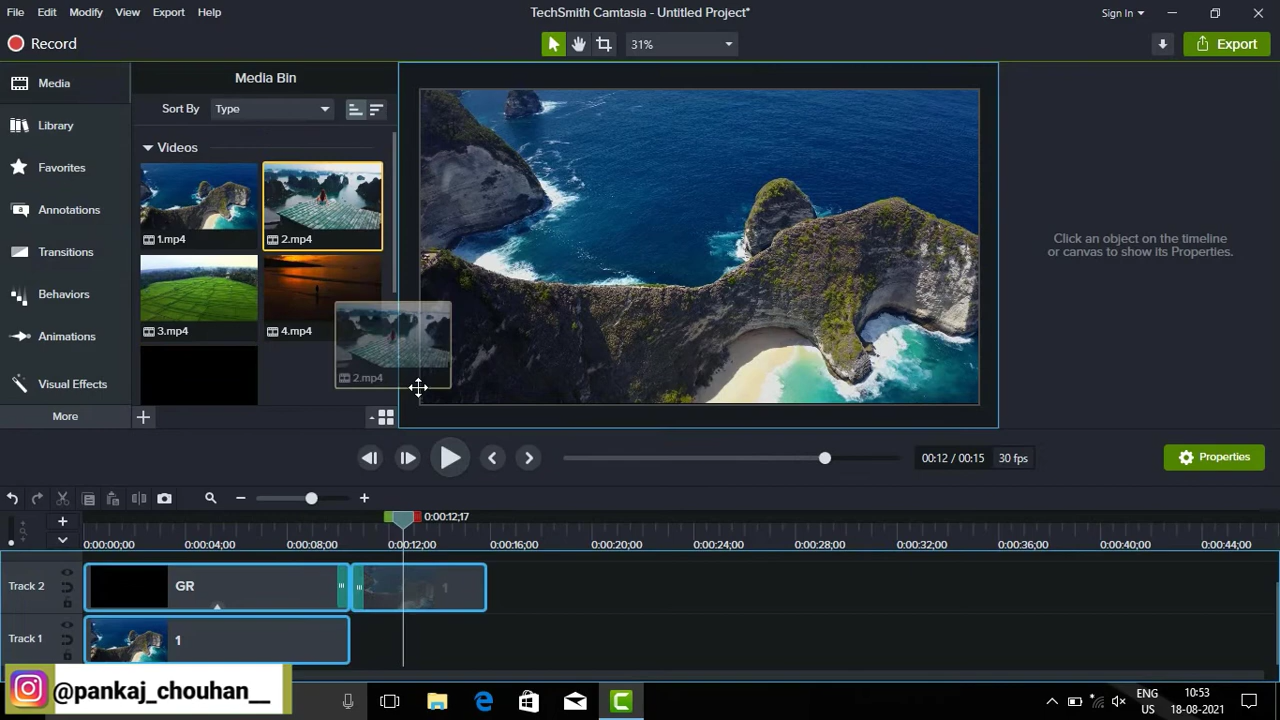 File Edit Modify View Export Help
TechSmith Camtasia - Untitled Project*
Sign In
Record
31%
Export
Media
Library
Favorites
Annotations
Transitions
Behaviors
Animations
Visual Effects
More
Media Bin
Sort By Type
Videos
1.mp4
2.mp4
3.mp4
4.mp4
2.mp4
Click an object on the timeline
or canvas to show its Properties.
00:12 / 00:15 30 fps
Properties
0:00:12;17
0:00:00;00 0:00:04;00 0:00:08;00 0:00:12;00 0:00:16;00 0:00:20;00 0:00:24;00 0:00:28;00 0:00:32;00 0:00:36;00 0:00:40;00 0:00:44;00
Track 2 GR 1
Track 1 1
@pankaj_chouhan__
ENG
US
10:53
18-08-2021